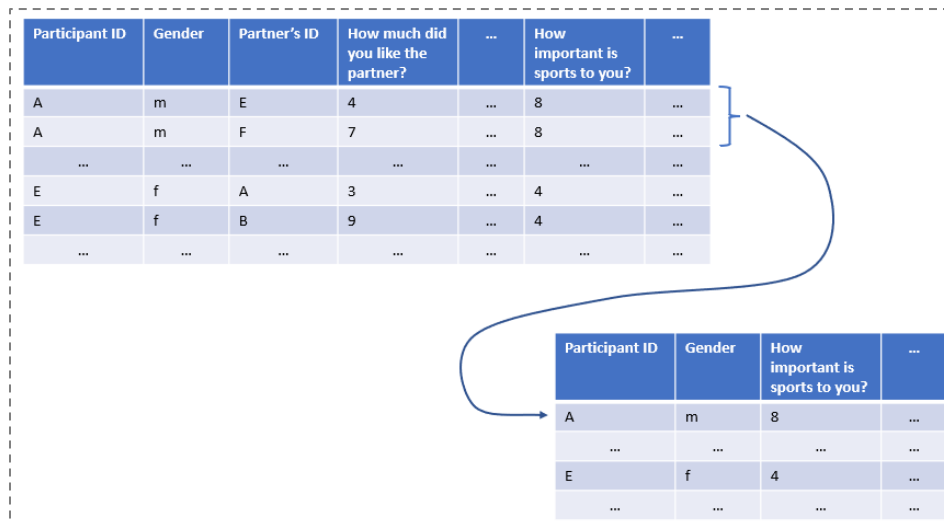 Participant ID Gender Partner's ID How much did you like the partner? ... How important is sports to you? ...
A m E 4 ... 8 ...
A m F 7 ... 8 ...
... ... ... ... ... ... ...
E f A 3 ... 4 ...
E f B 9 ... 4 ...
... ... ... ... ... ... ...
Participant ID Gender How important is sports to you? ...
A m 8 ...
... ... ... ...
E f 4 ...
... ... ... ...